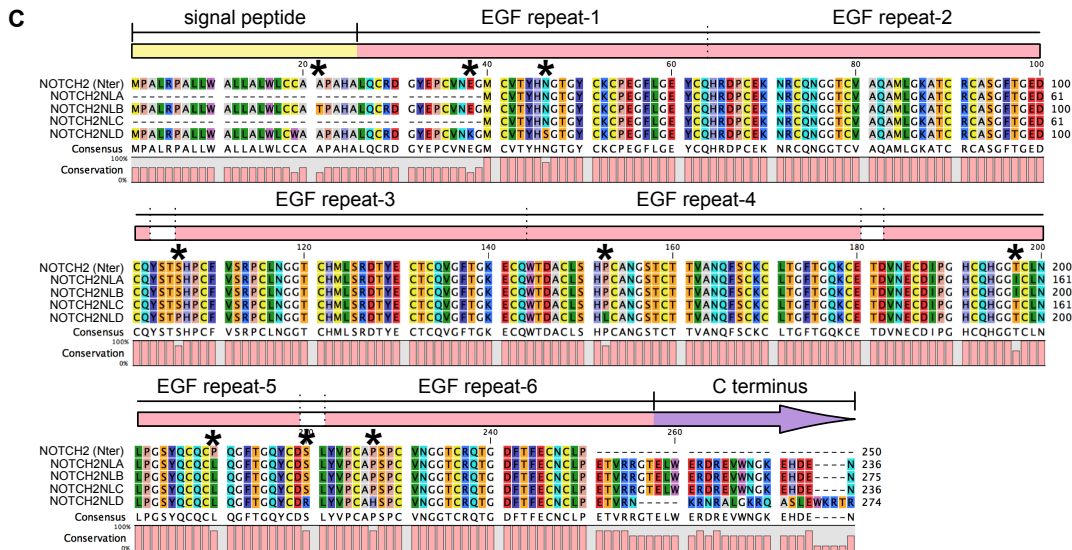 C
signal peptide EGF repeat-1 EGF repeat-2
20 40 60 80 100
* * *
NOTCH2 (Nter) MPALRPALLW ALLALWLCCA APAHALQCRD GYEPCVNEGM CVTYHNGTGY CKCPEGFLGE YCQHRDPCEK NRCQNGGTCV AQAMLGKATC RCASGFTGED 100
NOTCH2NLA ---------- ---------- ---------- ---------M CVTYHNGTGY CKCPEGFLGE YCQHRDPCEK NRCQNGGTCV AQAMLGKATC RCASGFTGED 61
NOTCH2NLB MPALRPALLW ALLALWLCCA TPAHALQCRD GYEPCVNEGM CVTYHNGTGY CKCPEGFLGE YCQHRDPCEK NRCQNGGTCV AQAMLGKATC RCASGFTGED 100
NOTCH2NLC ---------- ---------- ---------- ---------M CVTYHNGTGY CKCPEGFLGE YCQHRDPCEK NRCQNGGTCV AQAMLGKATC RCASGFTGED 61
NOTCH2NLD MPALRPALLW ALLALWLCWA APAHALQCRD GYEPCVNKGM CVTYHSGTGY CKCPEGFLGE YCQHRDPCEK NRCQNGGTCV AQAMLGKATC RCASGFTGED 100
Consensus MPALRPALLW ALLALWLCCA APAHALQCRD GYEPCVNEGM CVTYHNGTGY CKCPEGFLGE YCQHRDPCEK NRCQNGGTCV AQAMLGKATC RCASGFTGED
100%
Conservation
0%
EGF repeat-3 EGF repeat-4
120 140 160 180 200
* * *
NOTCH2 (Nter) CQYSTSHPCF VSRPCLNGGT CHMLSRDTYE CTCQVGFTGK ECQWTDACLS HPCANGSTCT TVANQFSCKC LTGFTGQKCE TDVNECDIPG HCQHGGTCLN 200
NOTCH2NLA CQYSTSHPCF VSRPCLNGGT CHMLSRDTYE CTCQVGFTGK ECQWTDACLS HPCANGSTCT TVANQFSCKC LTGFTGQKCE TDVNECDIPG HCQHGGICLN 161
NOTCH2NLB CQYSTSHPCF VSRPCLNGGT CHMLSRDTYE CTCQVGFTGK ECQWTDACLS HPCANGSTCT TVANQFSCKC LTGFTGQKCE TDVNECDIPG HCQHGGICLN 200
NOTCH2NLC CQYSTSHPCF VSRPCLNGGT CHMLSRDTYE CTCQVGFTGK ECQWTDACLS HPCANGSTCT TVANQFSCKC LTGFTGQKCE TDVNECDIPG HCQHGGTCLN 161
NOTCH2NLD CQYSTPHPCF VSRPCLNGGT CHMLSRDTYE CTCQVGFTGK ECQWTDACLS HLCANGSTCT TVANQFSCKC LTGFTGQKCE TDVNECDIPG HCQHGGTCLN 200
Consensus CQYSTSHPCF VSRPCLNGGT CHMLSRDTYE CTCQVGFTGK ECQWTDACLS HPCANGSTCT TVANQFSCKC LTGFTGQKCE TDVNECDIPG HCQHGGTCLN
100%
Conservation
0%
EGF repeat-5 EGF repeat-6 C terminus
220 240 260
* * *
NOTCH2 (Nter) LPGSYQCQCP QGFTGQYCDS LYVPCAPSPC VNGGTCRQTG DFTFECNCLP ---------- ---------- ---------- 250
NOTCH2NLA LPGSYQCQCL QGFTGQYCDS LYVPCAPSPC VNGGTCRQTG DFTFECNCLP ETVRRGTELW ERDREVWNGK EHDE----N 236
NOTCH2NLB LPGSYQCQCL QGFTGQYCDS LYVPCAPSPC VNGGTCRQTG DFTFECNCLP ETVRRGTELW ERDREVWNGK EHDE----N 275
NOTCH2NLC LPGSYQCQCL QGFTGQYCDS LYVPCAPSPC VNGGTCRQTG DFTFECNCLP ETVRRGTELW ERDREVWNGK EHDE----N 236
NOTCH2NLD LPGSYQCQCL QGFTGQYCDR LYVPCAHSPC VNGGTCRQTG DFTFECNCLP ETVRN----- KRNRALGKRQ ASLEWKRTR 274
Consensus LPGSYQCQCL QGFTGQYCDS LYVPCAPSPC VNGGTCRQTG DFTFECNCLP ETVRRGTELW ERDREVWNGK EHDE----N
100%
Conservation
0%